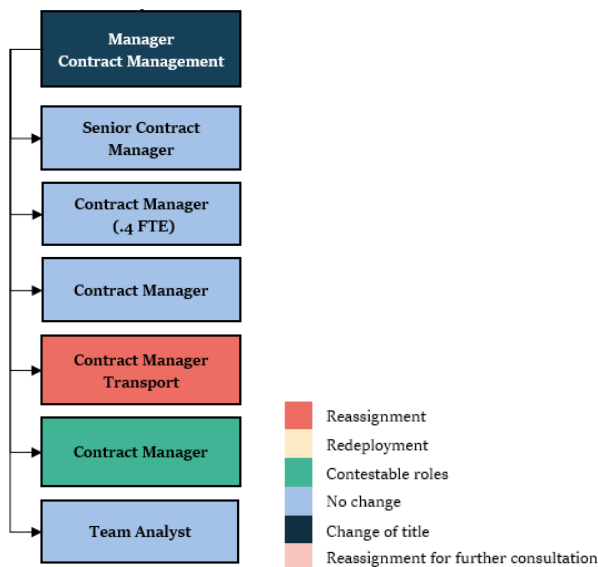 Manager
Contract Management
Senior Contract
Manager
Contract Manager
(.4 FTE)
Contract Manager
Contract Manager
Transport
Contract Manager
Team Analyst
Reassignment
Redeployment
Contestable roles
No change
Change of title
Reassignment for further consultation